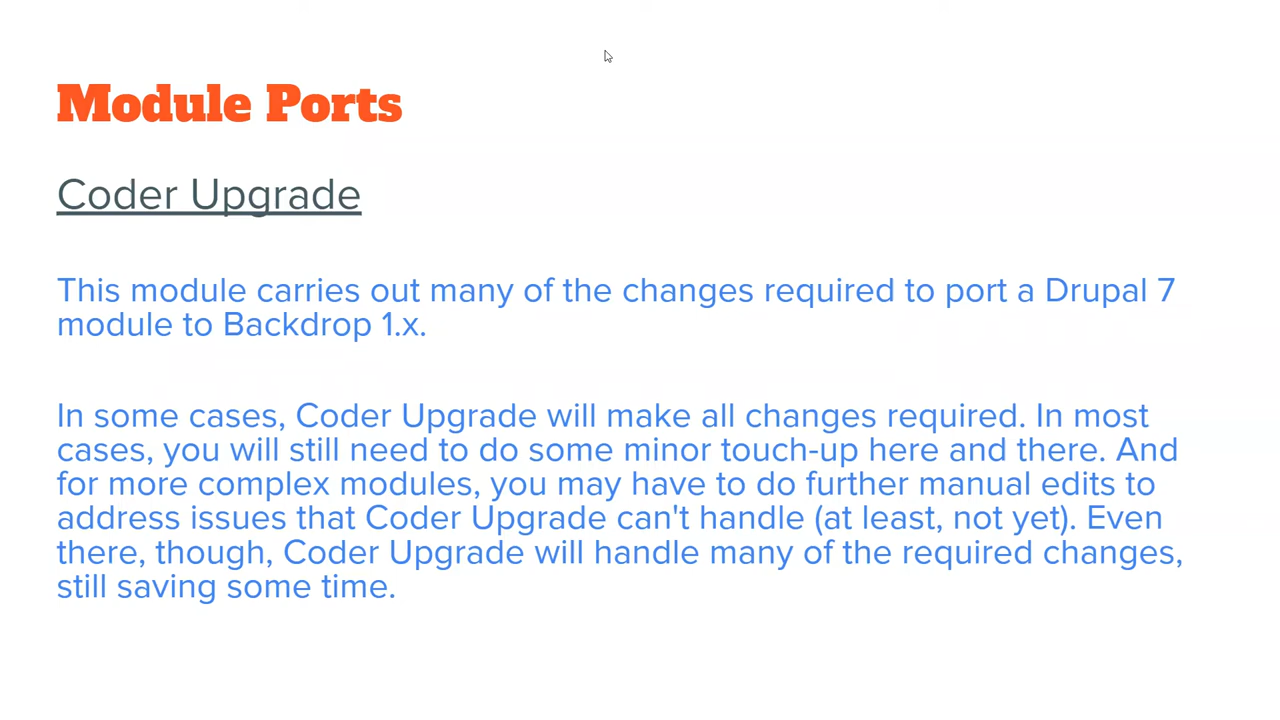 Module Ports
Coder Upgrade
This module carries out many of the changes required to port a Drupal 7
module to Backdrop 1.x.
In some cases, Coder Upgrade will make all changes required. In most
cases, you will still need to do some minor touch-up here and there. And
for more complex modules, you may have to do further manual edits to
address issues that Coder Upgrade can't handle (at least, not yet). Even
there, though, Coder Upgrade will handle many of the required changes,
still saving some time.